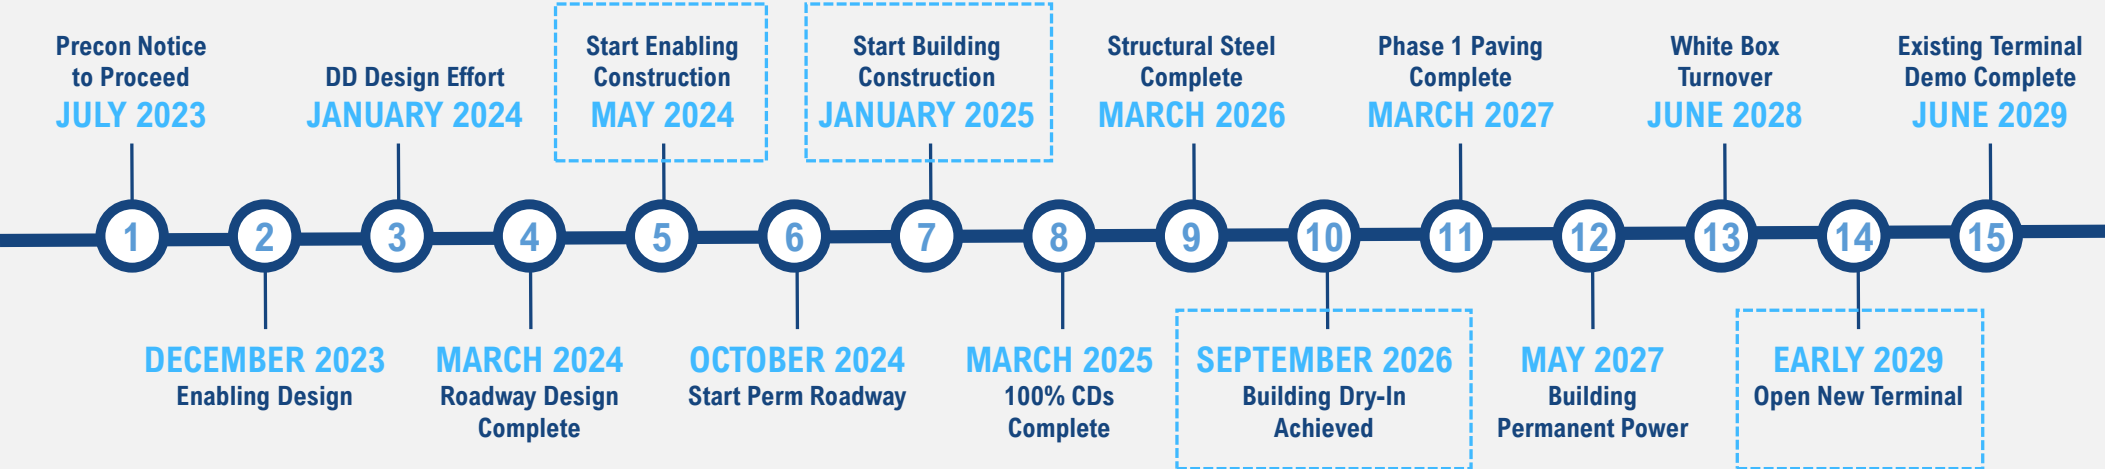 Precon Notice
to Proceed
JULY 2023
DD Design Effort
JANUARY 2024
Start Enabling
Construction
MAY 2024
Start Building
Construction
JANUARY 2025
Structural Steel
Complete
MARCH 2026
Phase 1 Paving
Complete
MARCH 2027
White Box
Turnover
JUNE 2028
Existing Terminal
Demo Complete
JUNE 2029
1
2
3
4
5
6
7
8
9
10
11
12
13
14
15
DECEMBER 2023
Enabling Design
MARCH 2024
Roadway Design
Complete
OCTOBER 2024
Start Perm Roadway
MARCH 2025
100% CDs
Complete
SEPTEMBER 2026
Building Dry-In
Achieved
MAY 2027
Building
Permanent Power
EARLY 2029
Open New Terminal